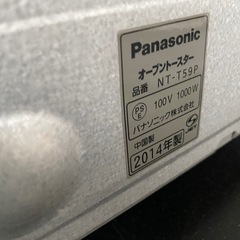 Panasonic
オーブントースター
品番 NT-T59P
PS E 100V 1000W
パナソニック株式会社
中国製
2014年製